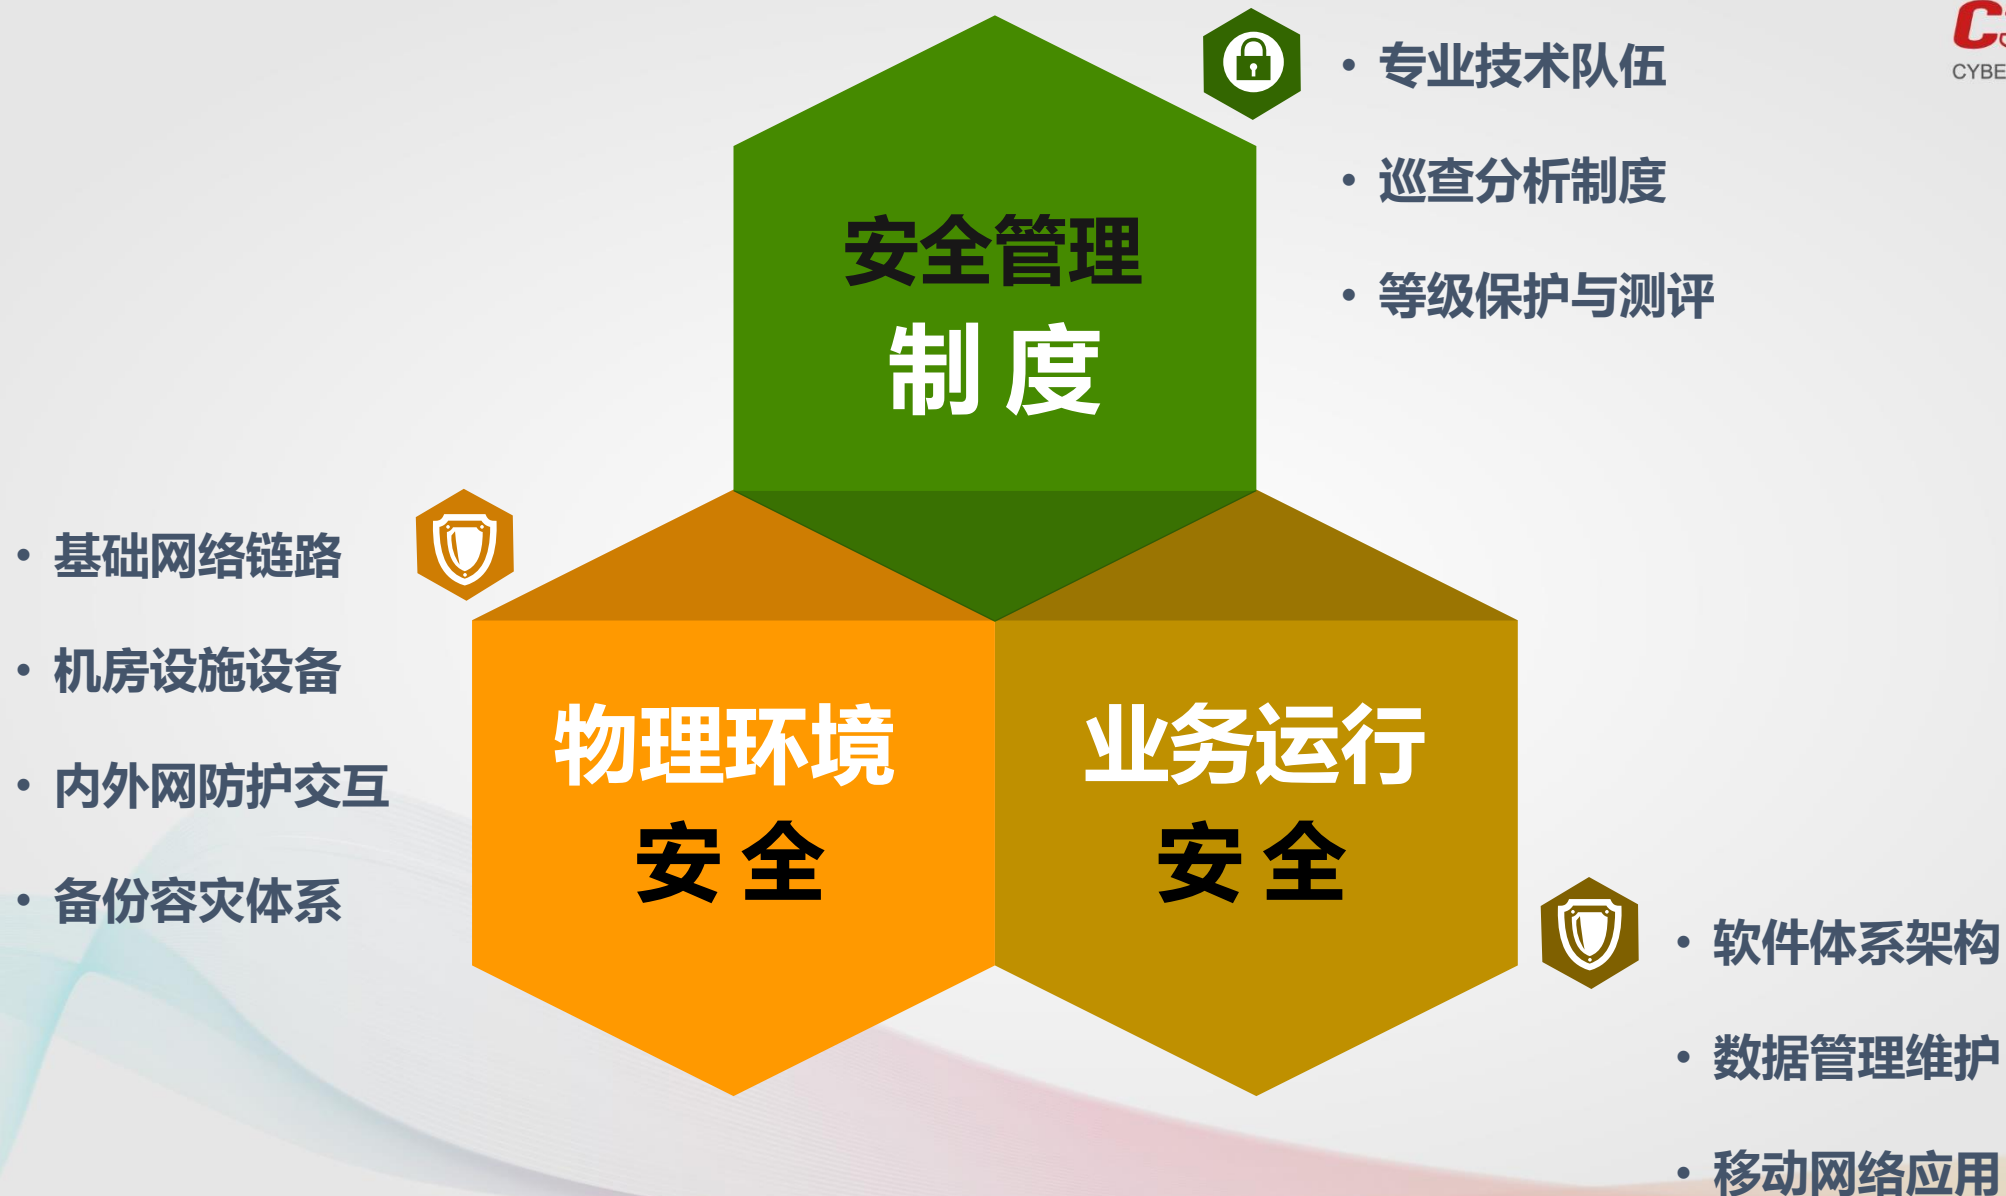 CYBE
• 专业技术队伍
• 巡查分析制度
• 等级保护与测评
安全管理
制 度
• 基础网络链路
• 机房设施设备
• 内外网防护交互
• 备份容灾体系
物理环境
安 全
业务运行
安 全
• 软件体系架构
• 数据管理维护
• 移动网络应用